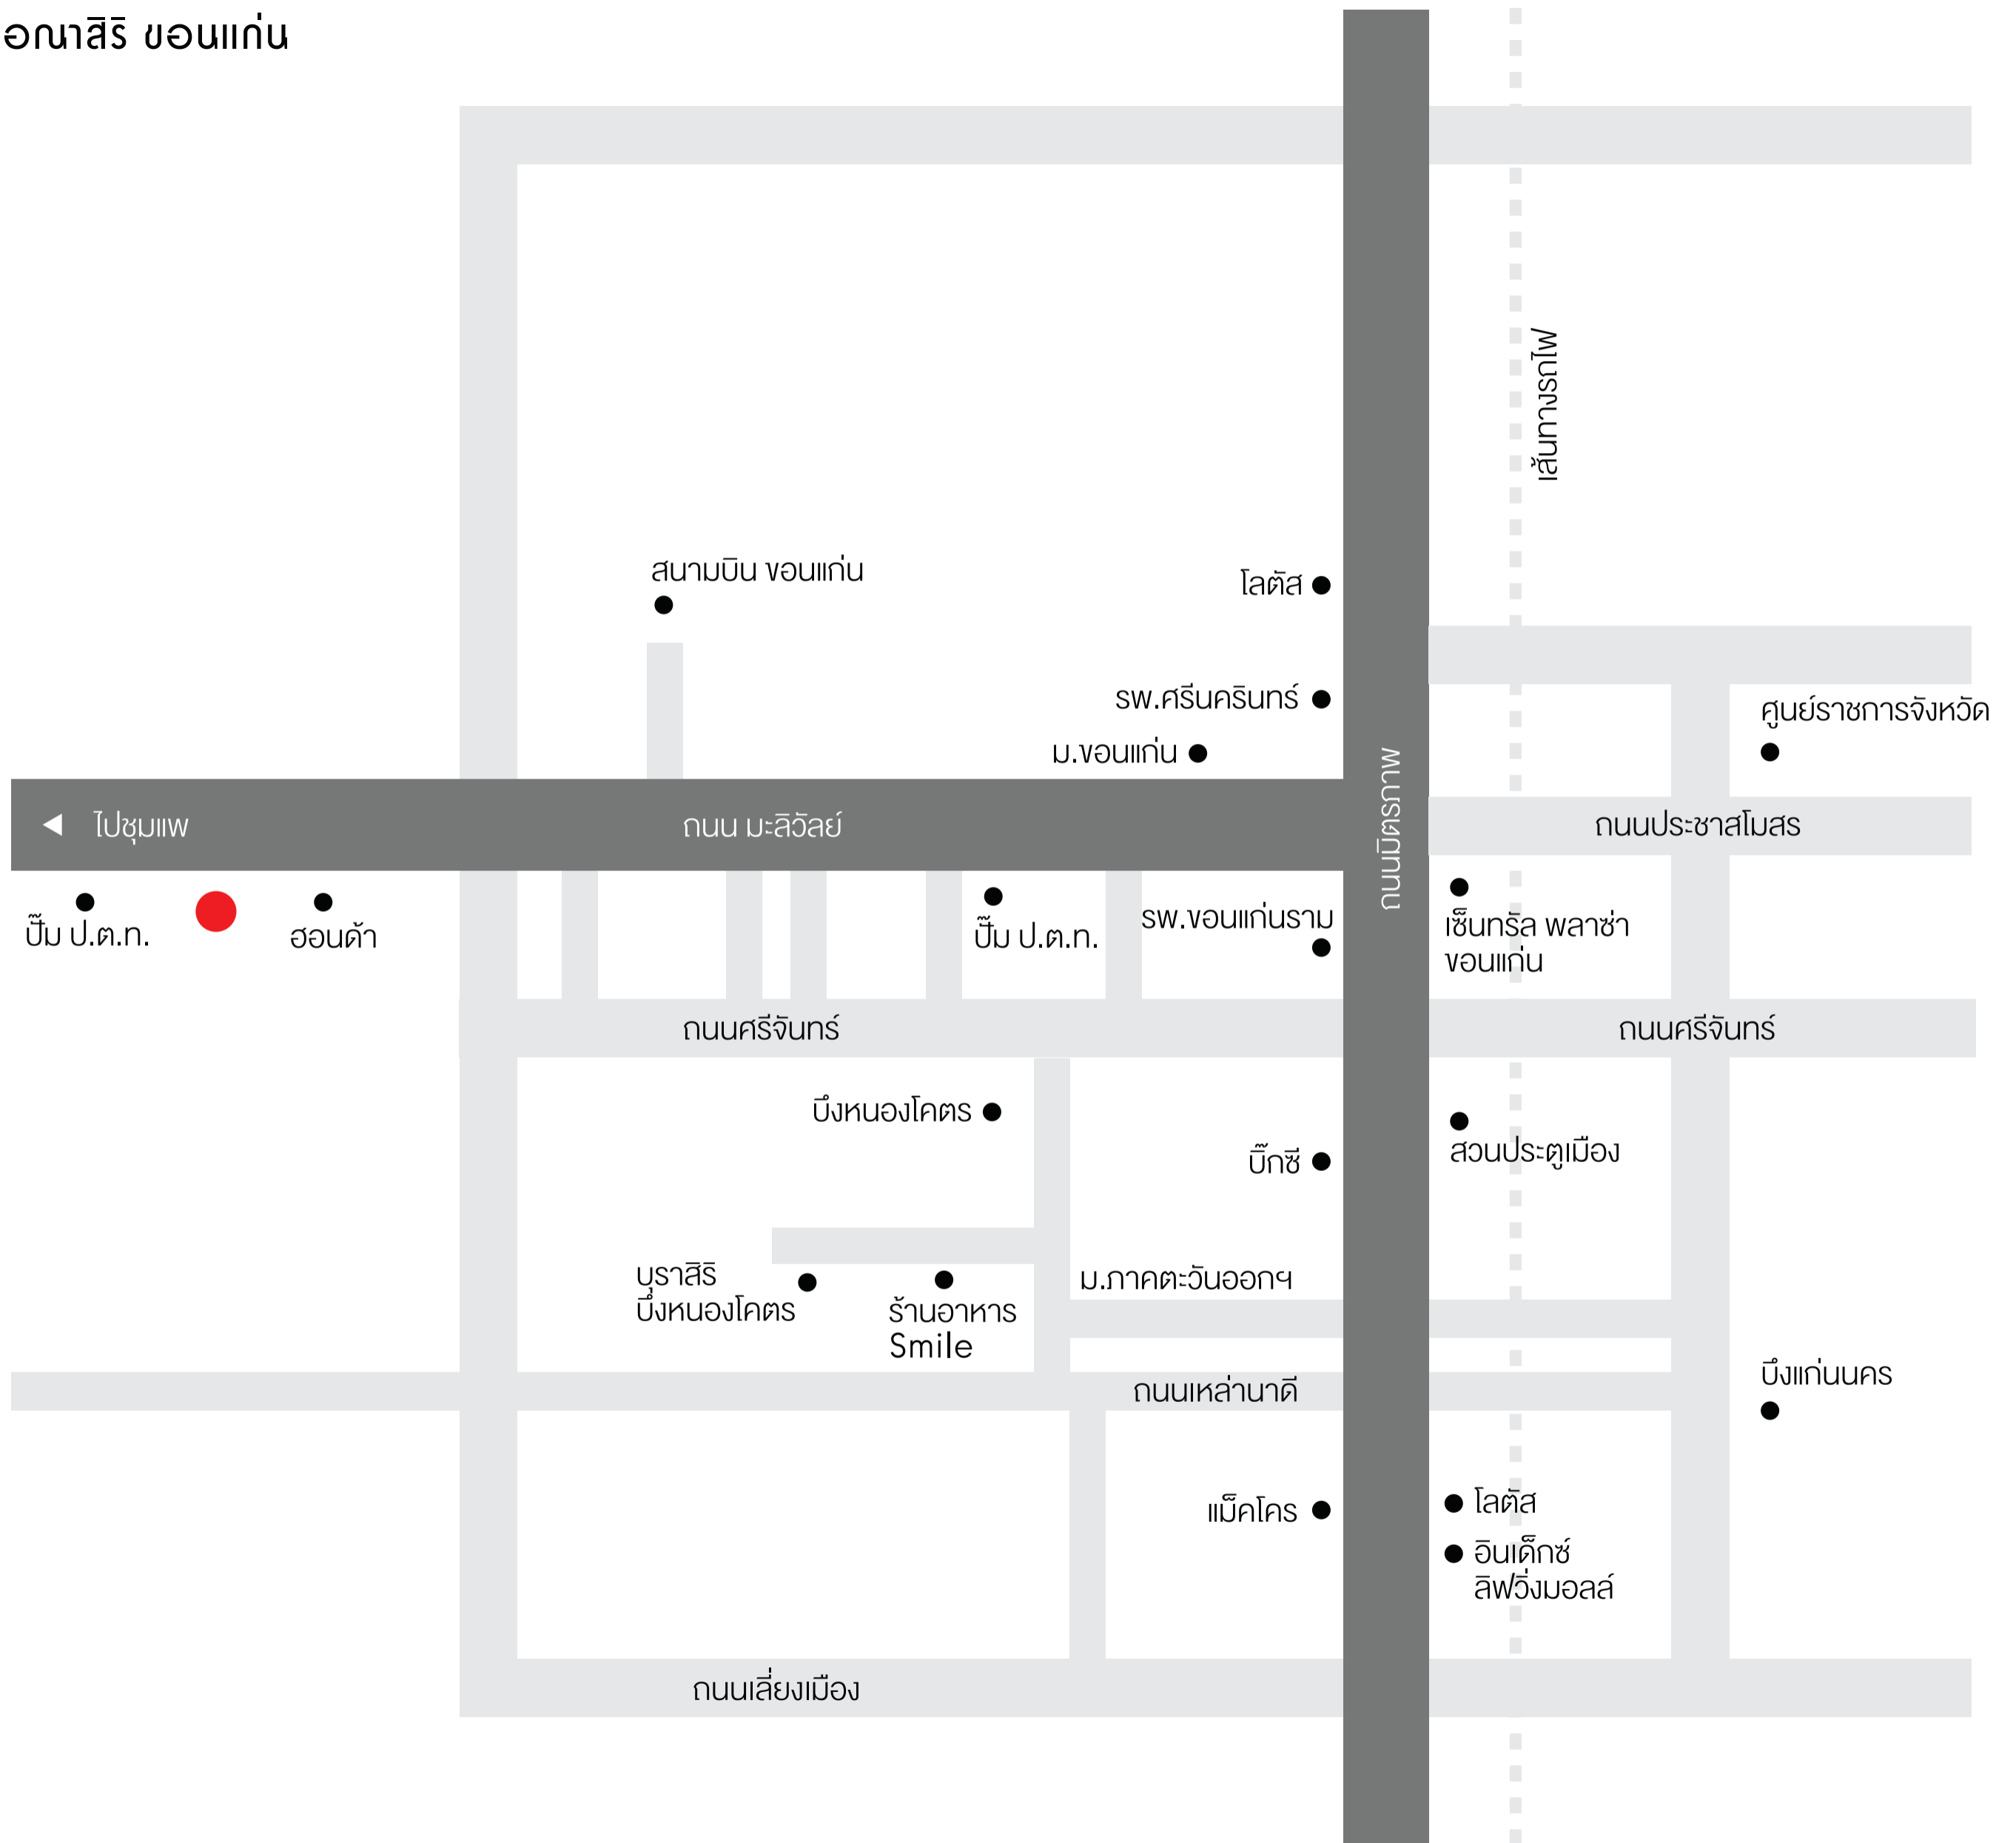 อณาสิริ ขอนแก่น
เส้นทางรถไฟ
สนามบิน ขอนแก่น
โลตัส
รพ.ศรีนครินทร์
ม.ขอนแก่น
ศูนย์ราชการจังหวัด
ไปชุมแพ
ถนน มะลิวัลย์
ถนนมิตรภาพ
ถนนประชาสโมสร
ปั๊ม ป.ต.ท.
ฮอนด้า
ปั๊ม ป.ต.ท.
รพ.ขอนแก่นราม
เซ็นทรัล พลาซ่า
ขอนแก่น
ถนนศรีจันทร์
ถนนศรีจันทร์
บึงหนองโคตร
บิ๊กซี
สวนประตูเมือง
บุราสิริ
บึงหนองโคตร
ร้านอาหาร
Smile
ม.ภาคตะวันออกฯ
ถนนเหล่านาดี
บึงแก่นนคร
แม็คโคร
โลตัส
อินเด็กซ์
ลิฟวิ่งมอลล์
ถนนเลี่ยงเมือง